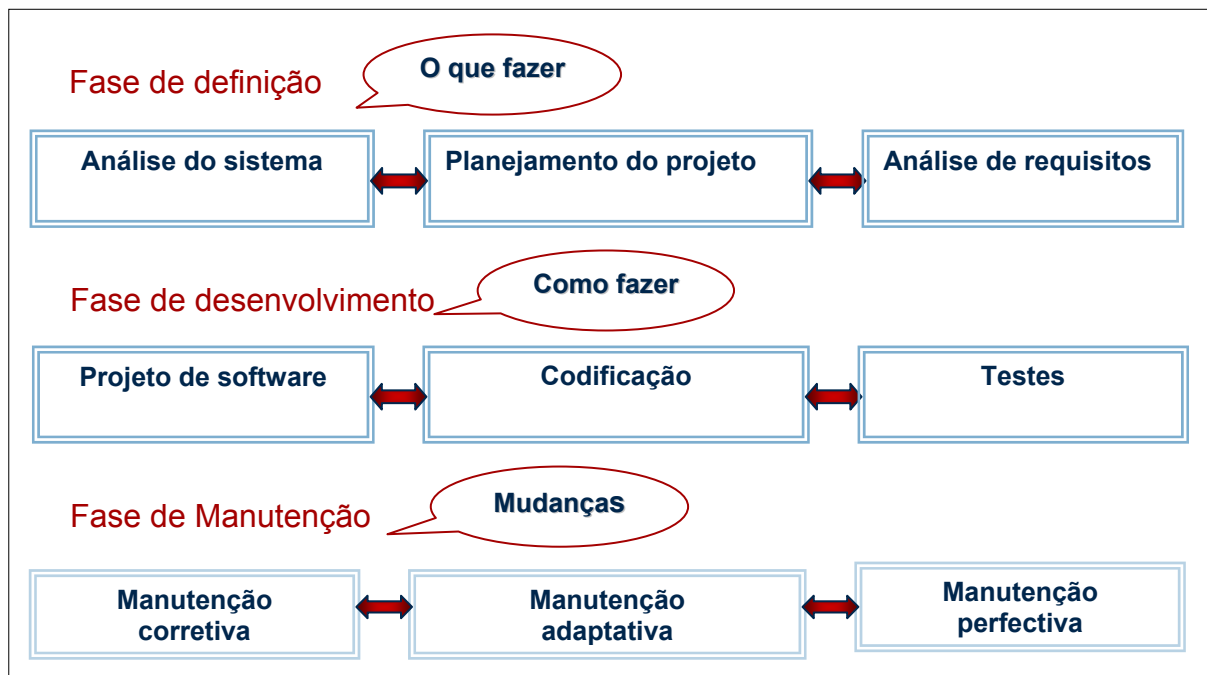 O que fazer
Fase de definição
Análise do sistema
Planejamento do projeto
Análise de requisitos
Como fazer
Fase de desenvolvimento
Projeto de software
Codificação
Testes
Mudanças
Fase de Manutenção
Manutenção
corretiva
Manutenção
adaptativa
Manutenção
perfectiva